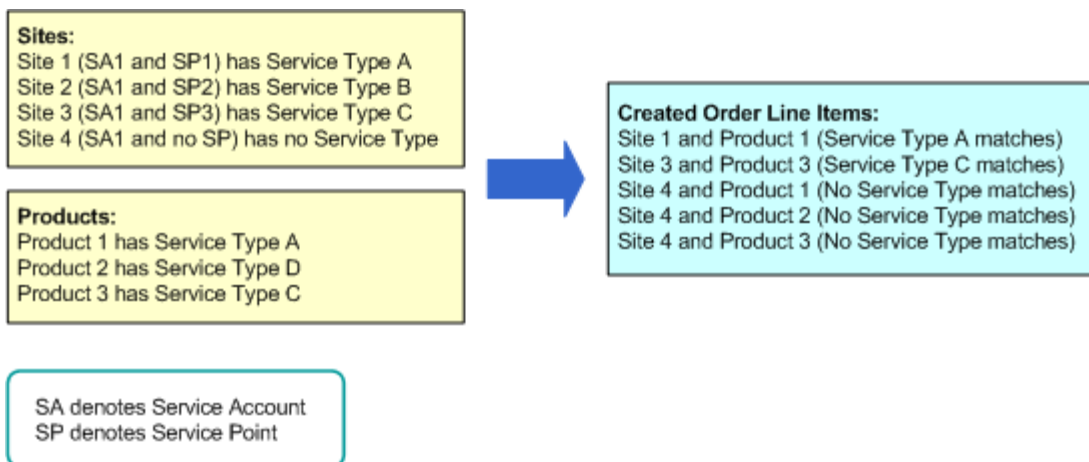 Sites:
Site 1 (SA1 and SP1) has Service Type A
Site 2 (SA1 and SP2) has Service Type B
Site 3 (SA1 and SP3) has Service Type C
Site 4 (SA1 and no SP) has no Service Type
Products:
Product 1 has Service Type A
Product 2 has Service Type D
Product 3 has Service Type C
Created Order Line Items:
Site 1 and Product 1 (Service Type A matches)
Site 3 and Product 3 (Service Type C matches)
Site 4 and Product 1 (No Service Type matches)
Site 4 and Product 2 (No Service Type matches)
Site 4 and Product 3 (No Service Type matches)
SA denotes Service Account
SP denotes Service Point